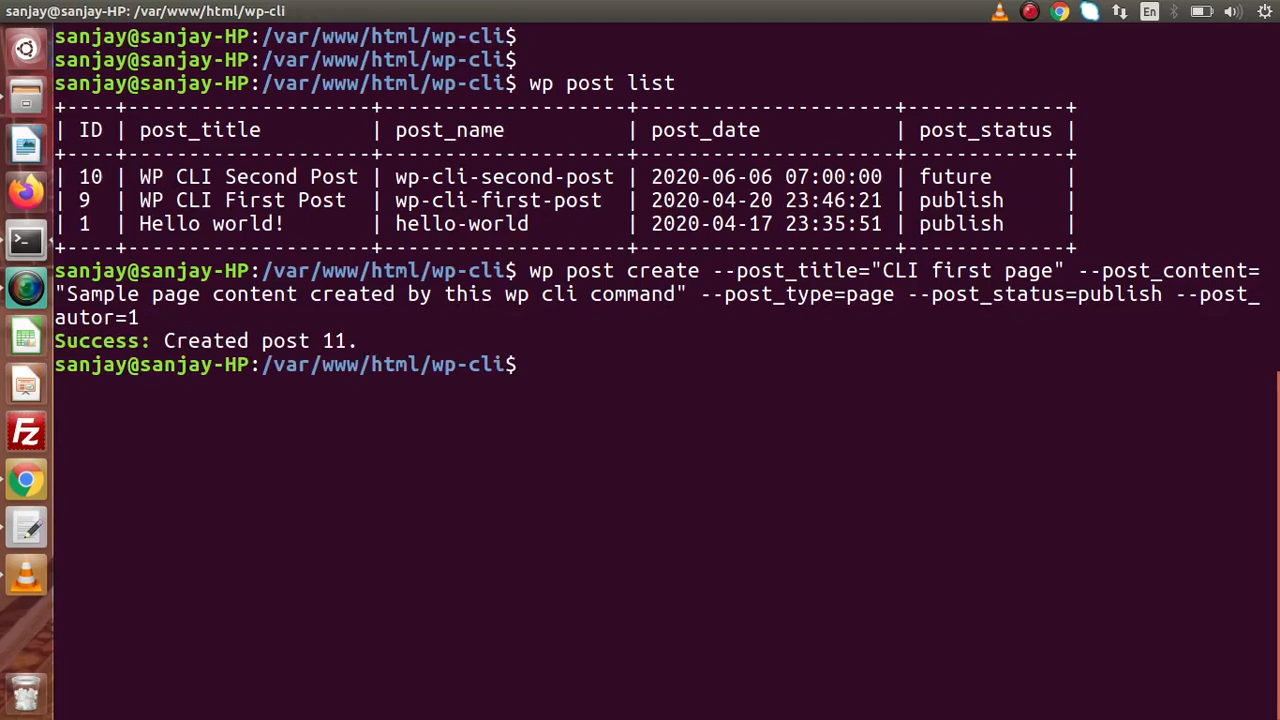 sanjay@sanjay-HP: /var/www/html/wp-cli
En
sanjay@sanjay-HP:/var/www/html/wp-cli$
sanjay@sanjay-HP:/var/www/html/wp-cli$
sanjay@sanjay-HP:/var/www/html/wp-cli$ wp post list
+----+--------------------+--------------------+---------------------+-------------+
| ID | post_title         | post_name          | post_date           | post_status |
+----+--------------------+--------------------+---------------------+-------------+
| 10 | WP CLI Second Post | wp-cli-second-post | 2020-06-06 07:00:00 | future      |
| 9  | WP CLI First Post  | wp-cli-first-post  | 2020-04-20 23:46:21 | publish     |
| 1  | Hello world!       | hello-world        | 2020-04-17 23:35:51 | publish     |
+----+--------------------+--------------------+---------------------+-------------+
sanjay@sanjay-HP:/var/www/html/wp-cli$ wp post create --post_title="CLI first page" --post_content=
"Sample page content created by this wp cli command" --post_type=page --post_status=publish --post_
autor=1
Success: Created post 11.
sanjay@sanjay-HP:/var/www/html/wp-cli$
Fz